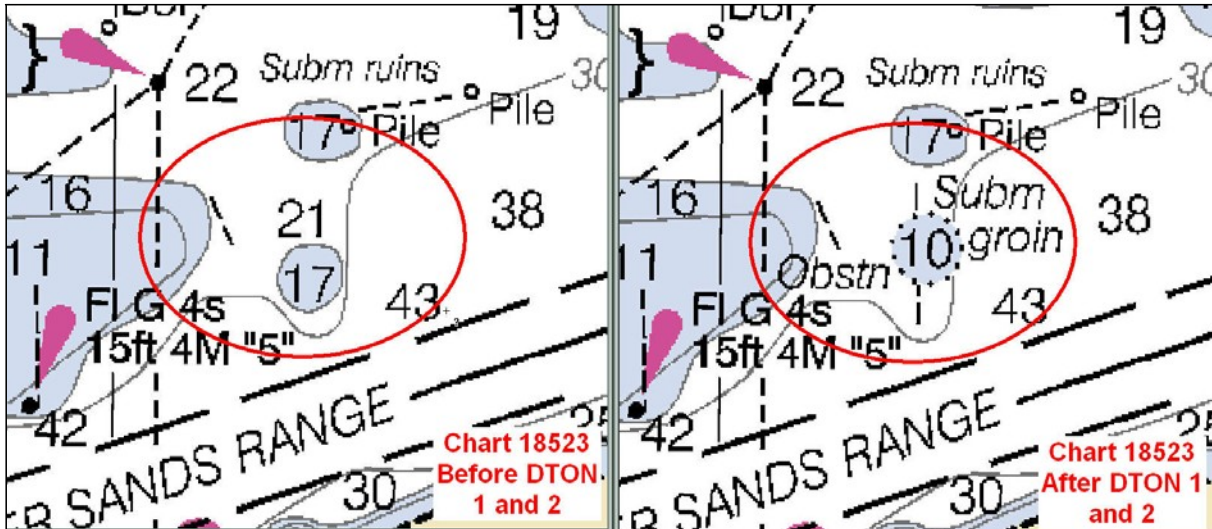 19
}
22
Subm ruins
30
17 Pile
Pile
16
21
38
11
17
Fl G 4s
43
15ft 4M "5"
42
SANDS RANGE
30
Chart 18523
Before DTON
1 and 2
19
}
22
Subm ruins
30
17 Pile
Pile
16
Subm
38
groin
11
10
Obstn
Fl G 4s
43
15ft 4M "5"
42
SANDS RANGE
30
Chart 18523
After DTON 1
and 2